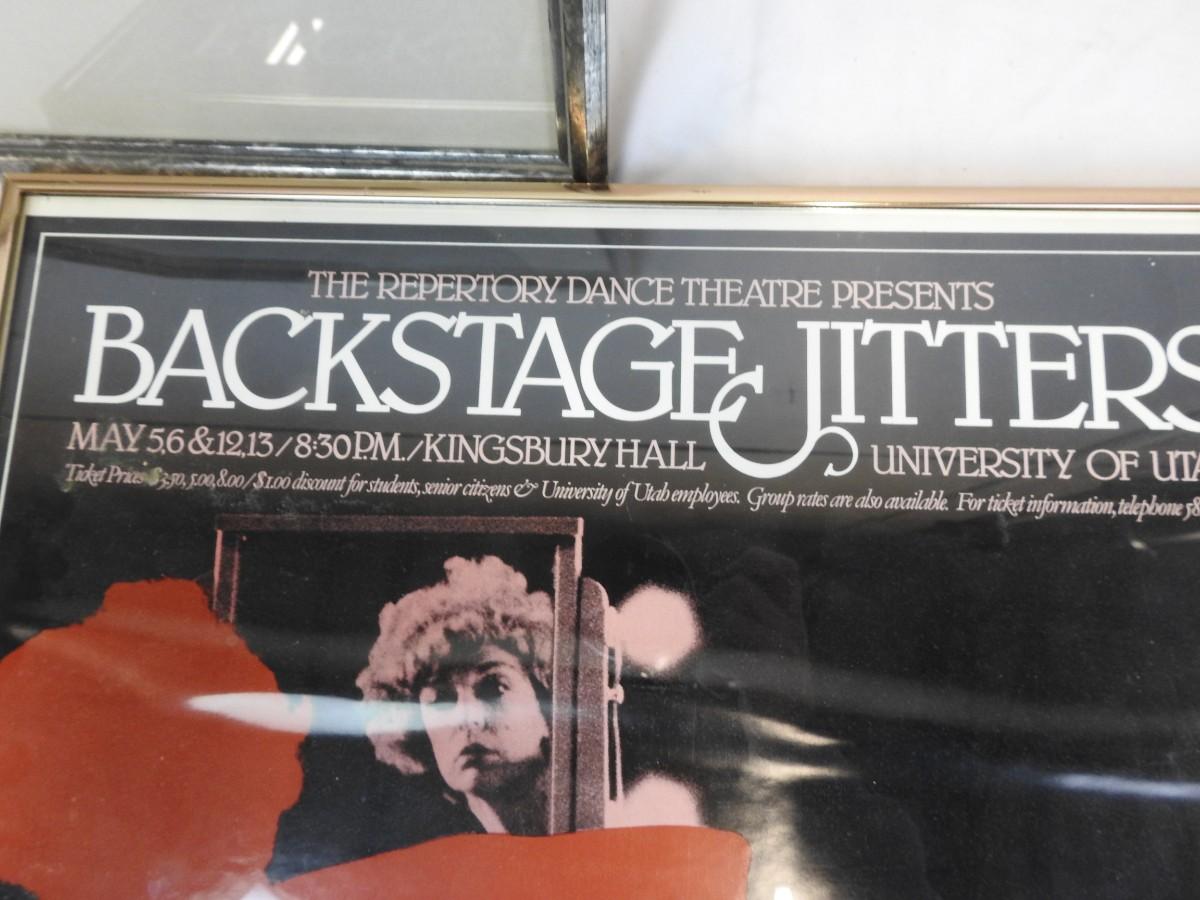 THE REPERTORY DANCE THEATRE PRESENTS
BACKSTAGE JITTERS
MAY 5,6 & 12,13 / 8:30 P.M. / KINGSBURY HALL UNIVERSITY OF UTA
Ticket Prices $3.50, 5.00, 8.00 / $1.00 discount for students, senior citizens & University of Utah employees. Group rates are also available. For ticket information, telephone 58